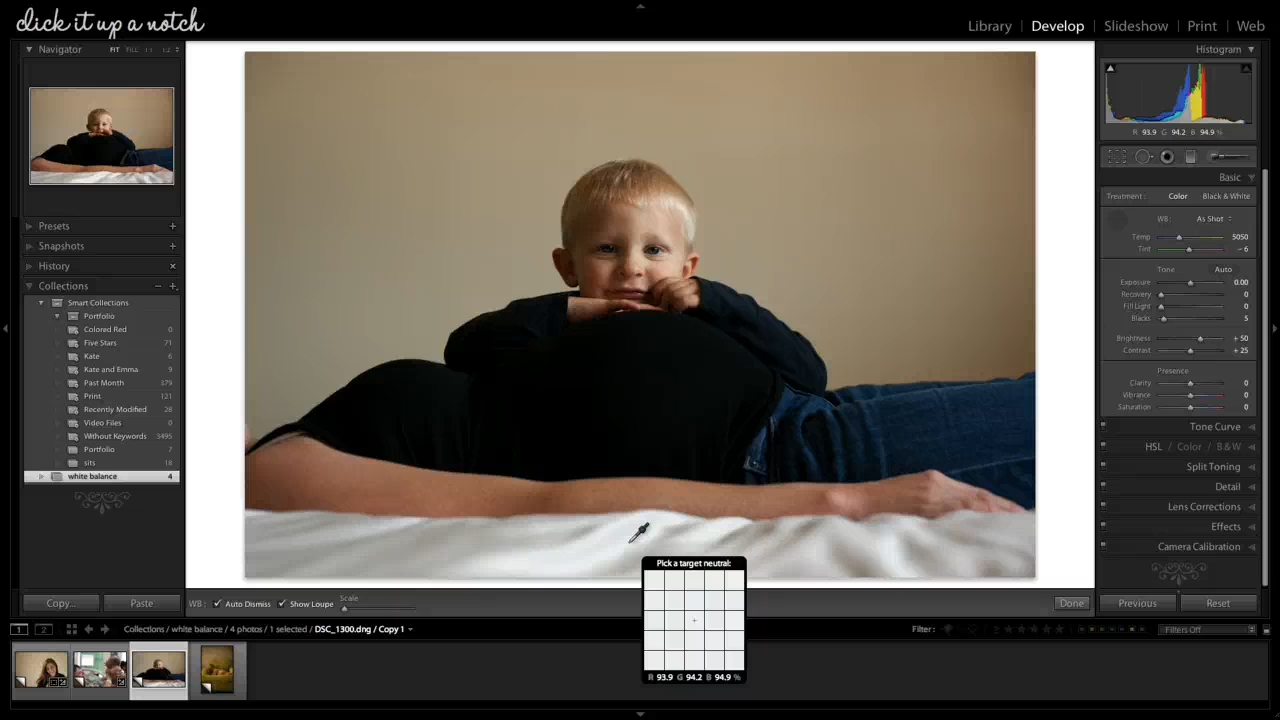 click it up a notch
Library | Develop | Slideshow | Print | Web
Navigator FIT FILL 1:1 1:2
Histogram
R 93.9 G 94.2 B 94.9 %
Basic
Treatment: Color Black & White
WB: As Shot
Temp 5050
Tint - 6
Tone Auto
Exposure 0.00
Recovery 0
Fill Light 0
Blacks 5
Brightness + 50
Contrast + 25
Presence
Clarity 0
Vibrance 0
Saturation 0
Tone Curve
HSL / Color / B & W
Split Toning
Detail
Lens Corrections
Effects
Camera Calibration
Previous Reset
Presets +
Snapshots +
History ×
Collections − +
Smart Collections
Portfolio
Colored Red 0
Five Stars 71
Kate 6
Kate and Emma 9
Past Month 379
Print 121
Recently Modified 28
Video Files 0
Without Keywords 3495
Portfolio 7
sits 18
white balance 4
Copy... Paste
WB: Auto Dismiss Show Loupe Scale
Done
Pick a target neutral:
R 93.9 G 94.2 B 94.9 %
1 2 Collections / white balance / 4 photos / 1 selected / DSC_1300.dng / Copy 1
Filter: Filters Off